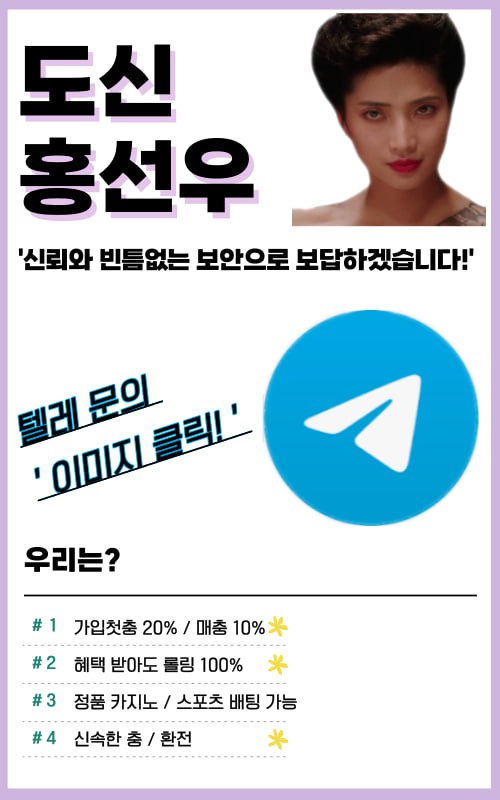 도신
홍선우
'신뢰와 빈틈없는 보안으로 보답하겠습니다!'
텔레 문의
' 이미지 클릭! '
우리는?
# 1 가입첫충 20% / 매충 10%
# 2 혜택 받아도 롤링 100%
# 3 정품 카지노 / 스포츠 배팅 가능
# 4 신속한 충 / 환전